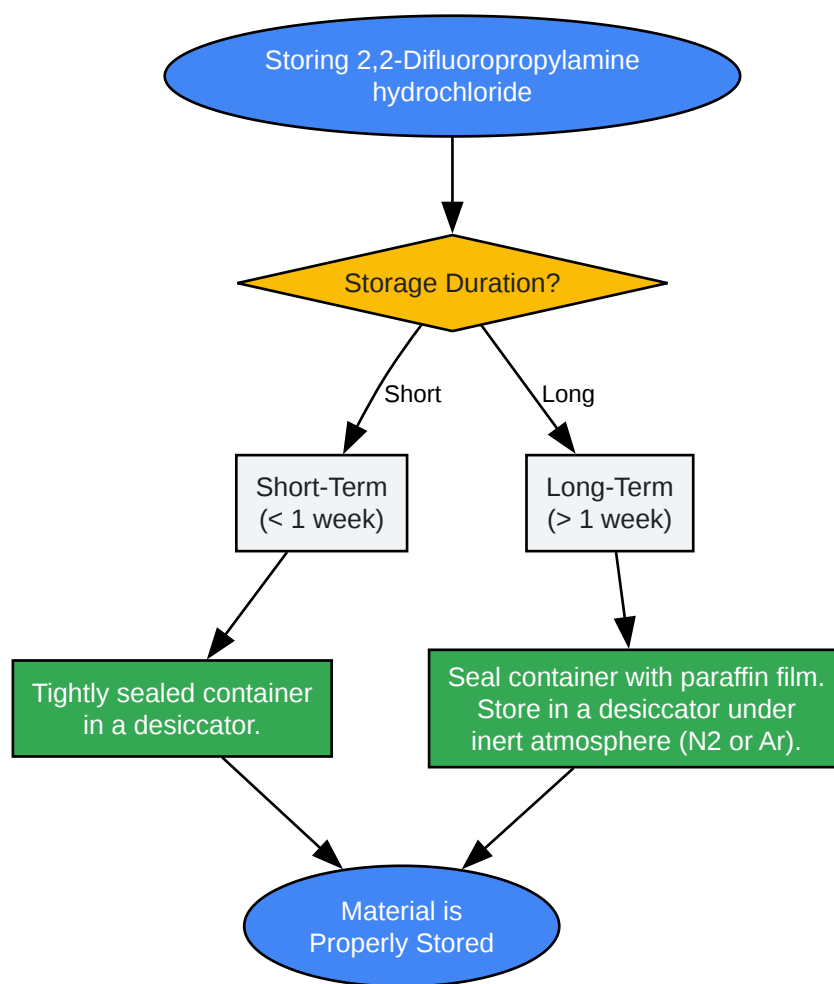 Storing 2,2-Difluoropropylamine
hydrochloride
Storage Duration?
Short
Long
Short-Term
(< 1 week)
Long-Term
(> 1 week)
Tightly sealed container
in a desiccator.
Seal container with paraffin film.
Store in a desiccator under
inert atmosphere (N2 or Ar).
Material is
Properly Stored